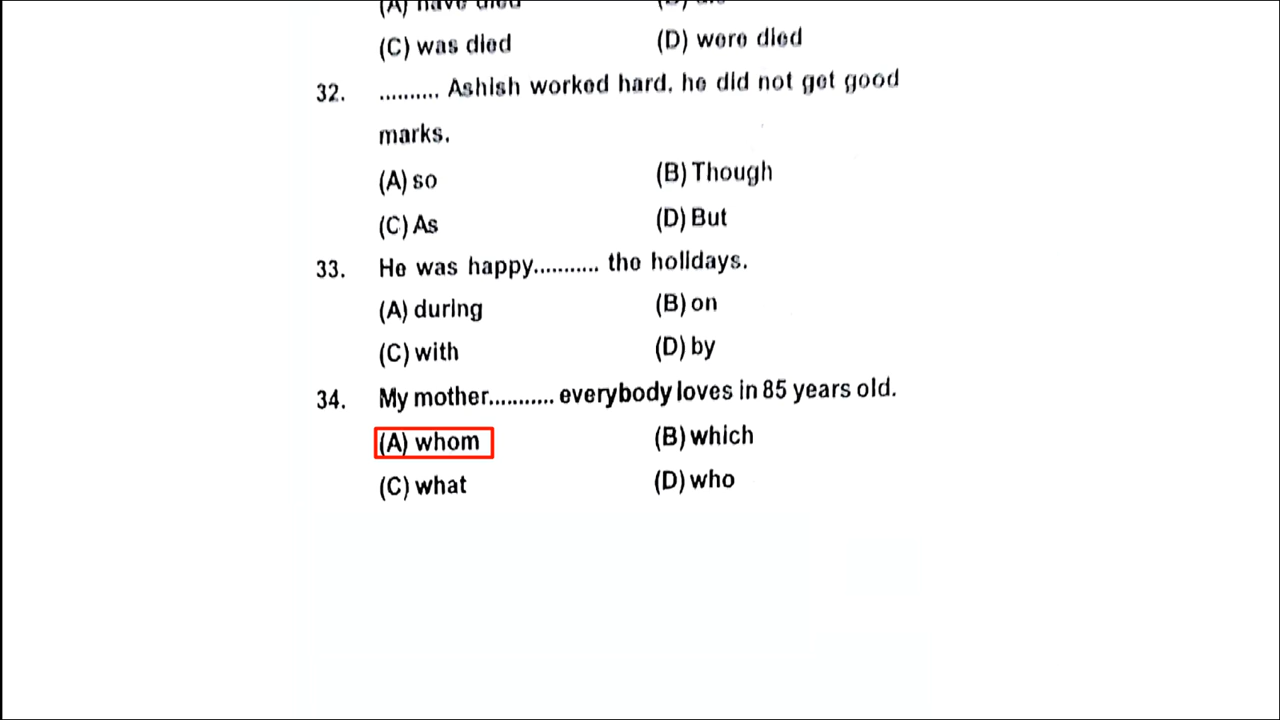 (A) have died
(C) was died (D) were died
32. .......... Ashish worked hard, he did not get good
marks.
(A) so (B) Though
(C) As (D) But
33. He was happy........... the holidays.
(A) during (B) on
(C) with (D) by
34. My mother........... everybody loves in 85 years old.
(A) whom (B) which
(C) what (D) who